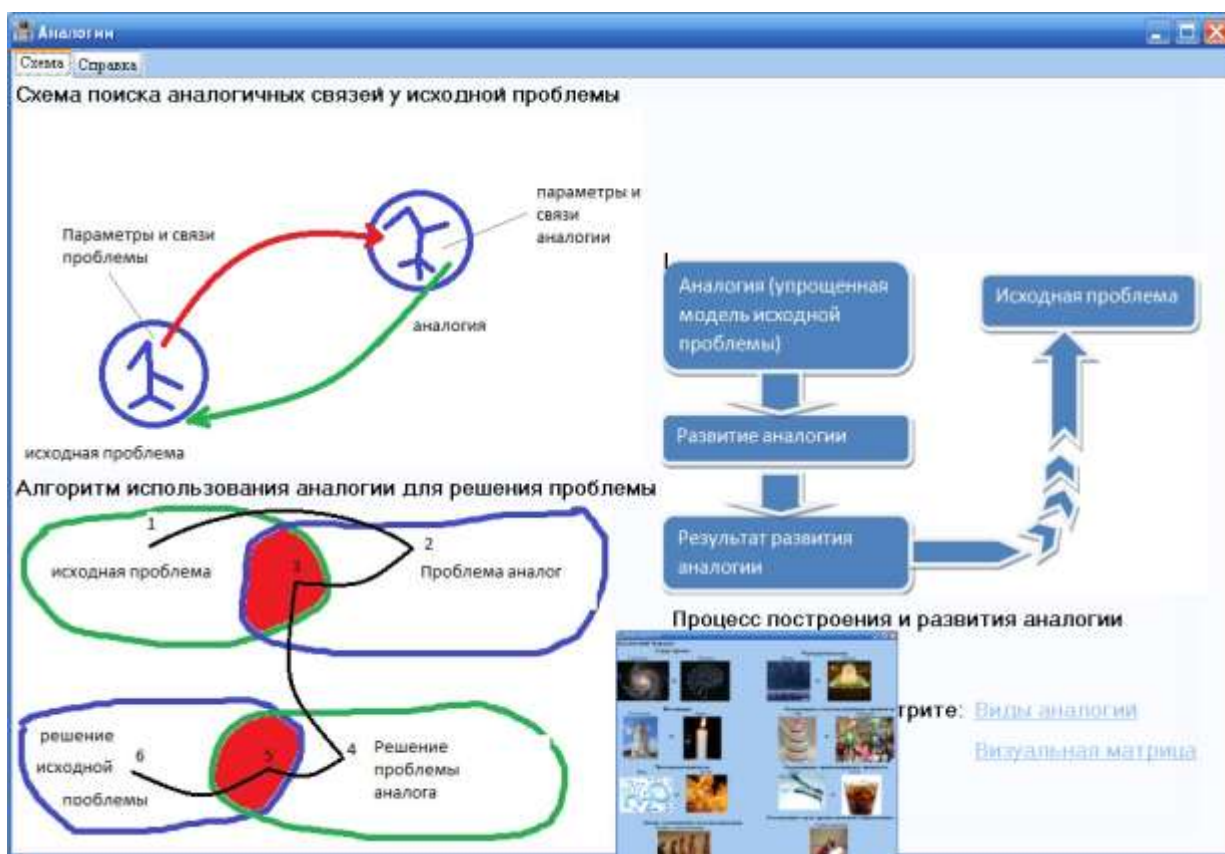 Аналогии
Схема Справка
Схема поиска аналогичных связей у исходной проблемы
параметры и
связи
аналогии
Параметры и связи
проблемы
аналогия
исходная проблема
Алгоритм использования аналогии для решения проблемы
1
2
исходная проблема
3
Проблема аналог
решение
исходной
пооблемы
6
5
4
Решение
проблемы
аналога
Аналогия (упрощенная
модель исходной
проблемы)
Исходная проблема
Развитие аналогии
Результат развития
аналогии
Процесс построения и развития аналогии
трите: Виды аналогий
Визуальная матрица